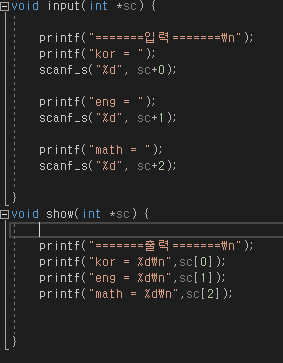 void input(int *sc) {
printf("=======입력=======₩n");
printf("kor = ");
scanf_s("%d", sc+0);
printf("eng = ");
scanf_s("%d", sc+1);
printf("math = ");
scanf_s("%d", sc+2);
}
void show(int *sc) {
printf("=======출력=======₩n");
printf("kor = %d₩n",sc[0]);
printf("eng = %d₩n",sc[1]);
printf("math = %d₩n",sc[2]);
}